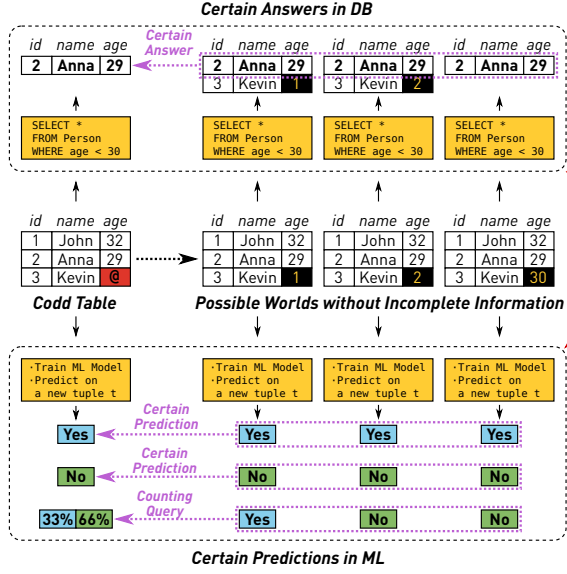 Certain Answers in DB
id name age Certain Answer id name age id name age id name age
2 Anna 29 2 Anna 29 2 Anna 29 2 Anna 29
3 Kevin 1 3 Kevin 2
SELECT * SELECT * SELECT * SELECT *
FROM Person FROM Person FROM Person FROM Person
WHERE age < 30 WHERE age < 30 WHERE age < 30 WHERE age < 30
id name age id name age id name age id name age
1 John 32 1 John 32 1 John 32 1 John 32
2 Anna 29 2 Anna 29 2 Anna 29 2 Anna 29
3 Kevin @ 3 Kevin 1 3 Kevin 2 3 Kevin 30
Codd Table Possible Worlds without Incomplete Information
·Train ML Model ·Train ML Model ·Train ML Model ·Train ML Model
·Predict on ·Predict on ·Predict on ·Predict on
a new tuple t a new tuple t a new tuple t a new tuple t
Certain
Yes Prediction Yes Yes Yes
Certain
No Prediction No No No
Counting
33% 66% Query Yes No No
Certain Predictions in ML